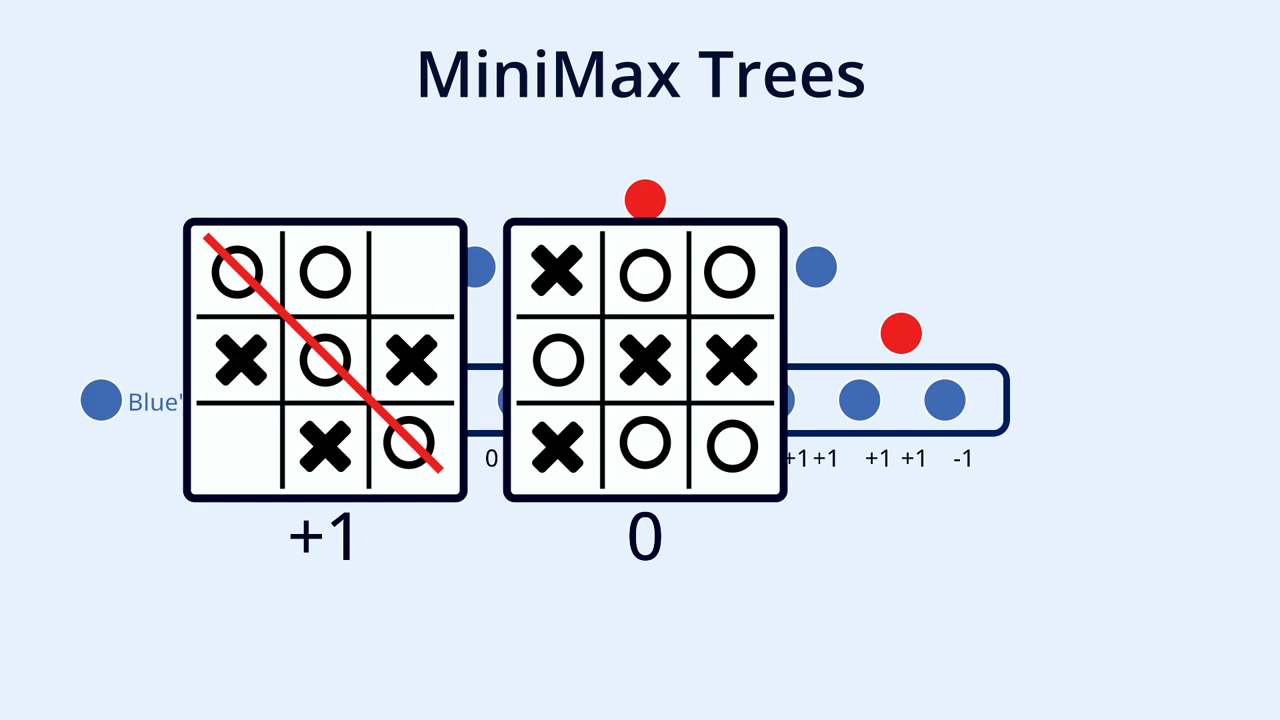 MiniMax Trees
O O
X O X
X O
X O O
O X X
X O O
Blue'
0 +1 +1 +1 +1 -1
+1 0